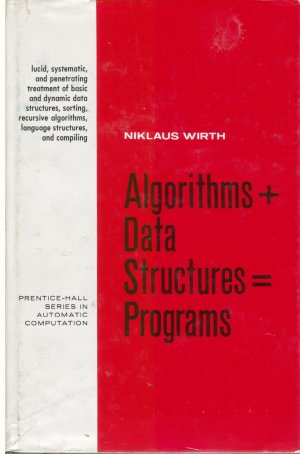 lucid, systematic,
and penetrating
treatment of basic
and dynamic data
structures, sorting,
recursive algorithms,
language structures,
and compiling
NIKLAUS WIRTH
Algorithms +
Data
Structures =
Programs
PRENTICE-HALL
SERIES IN
AUTOMATIC
COMPUTATION